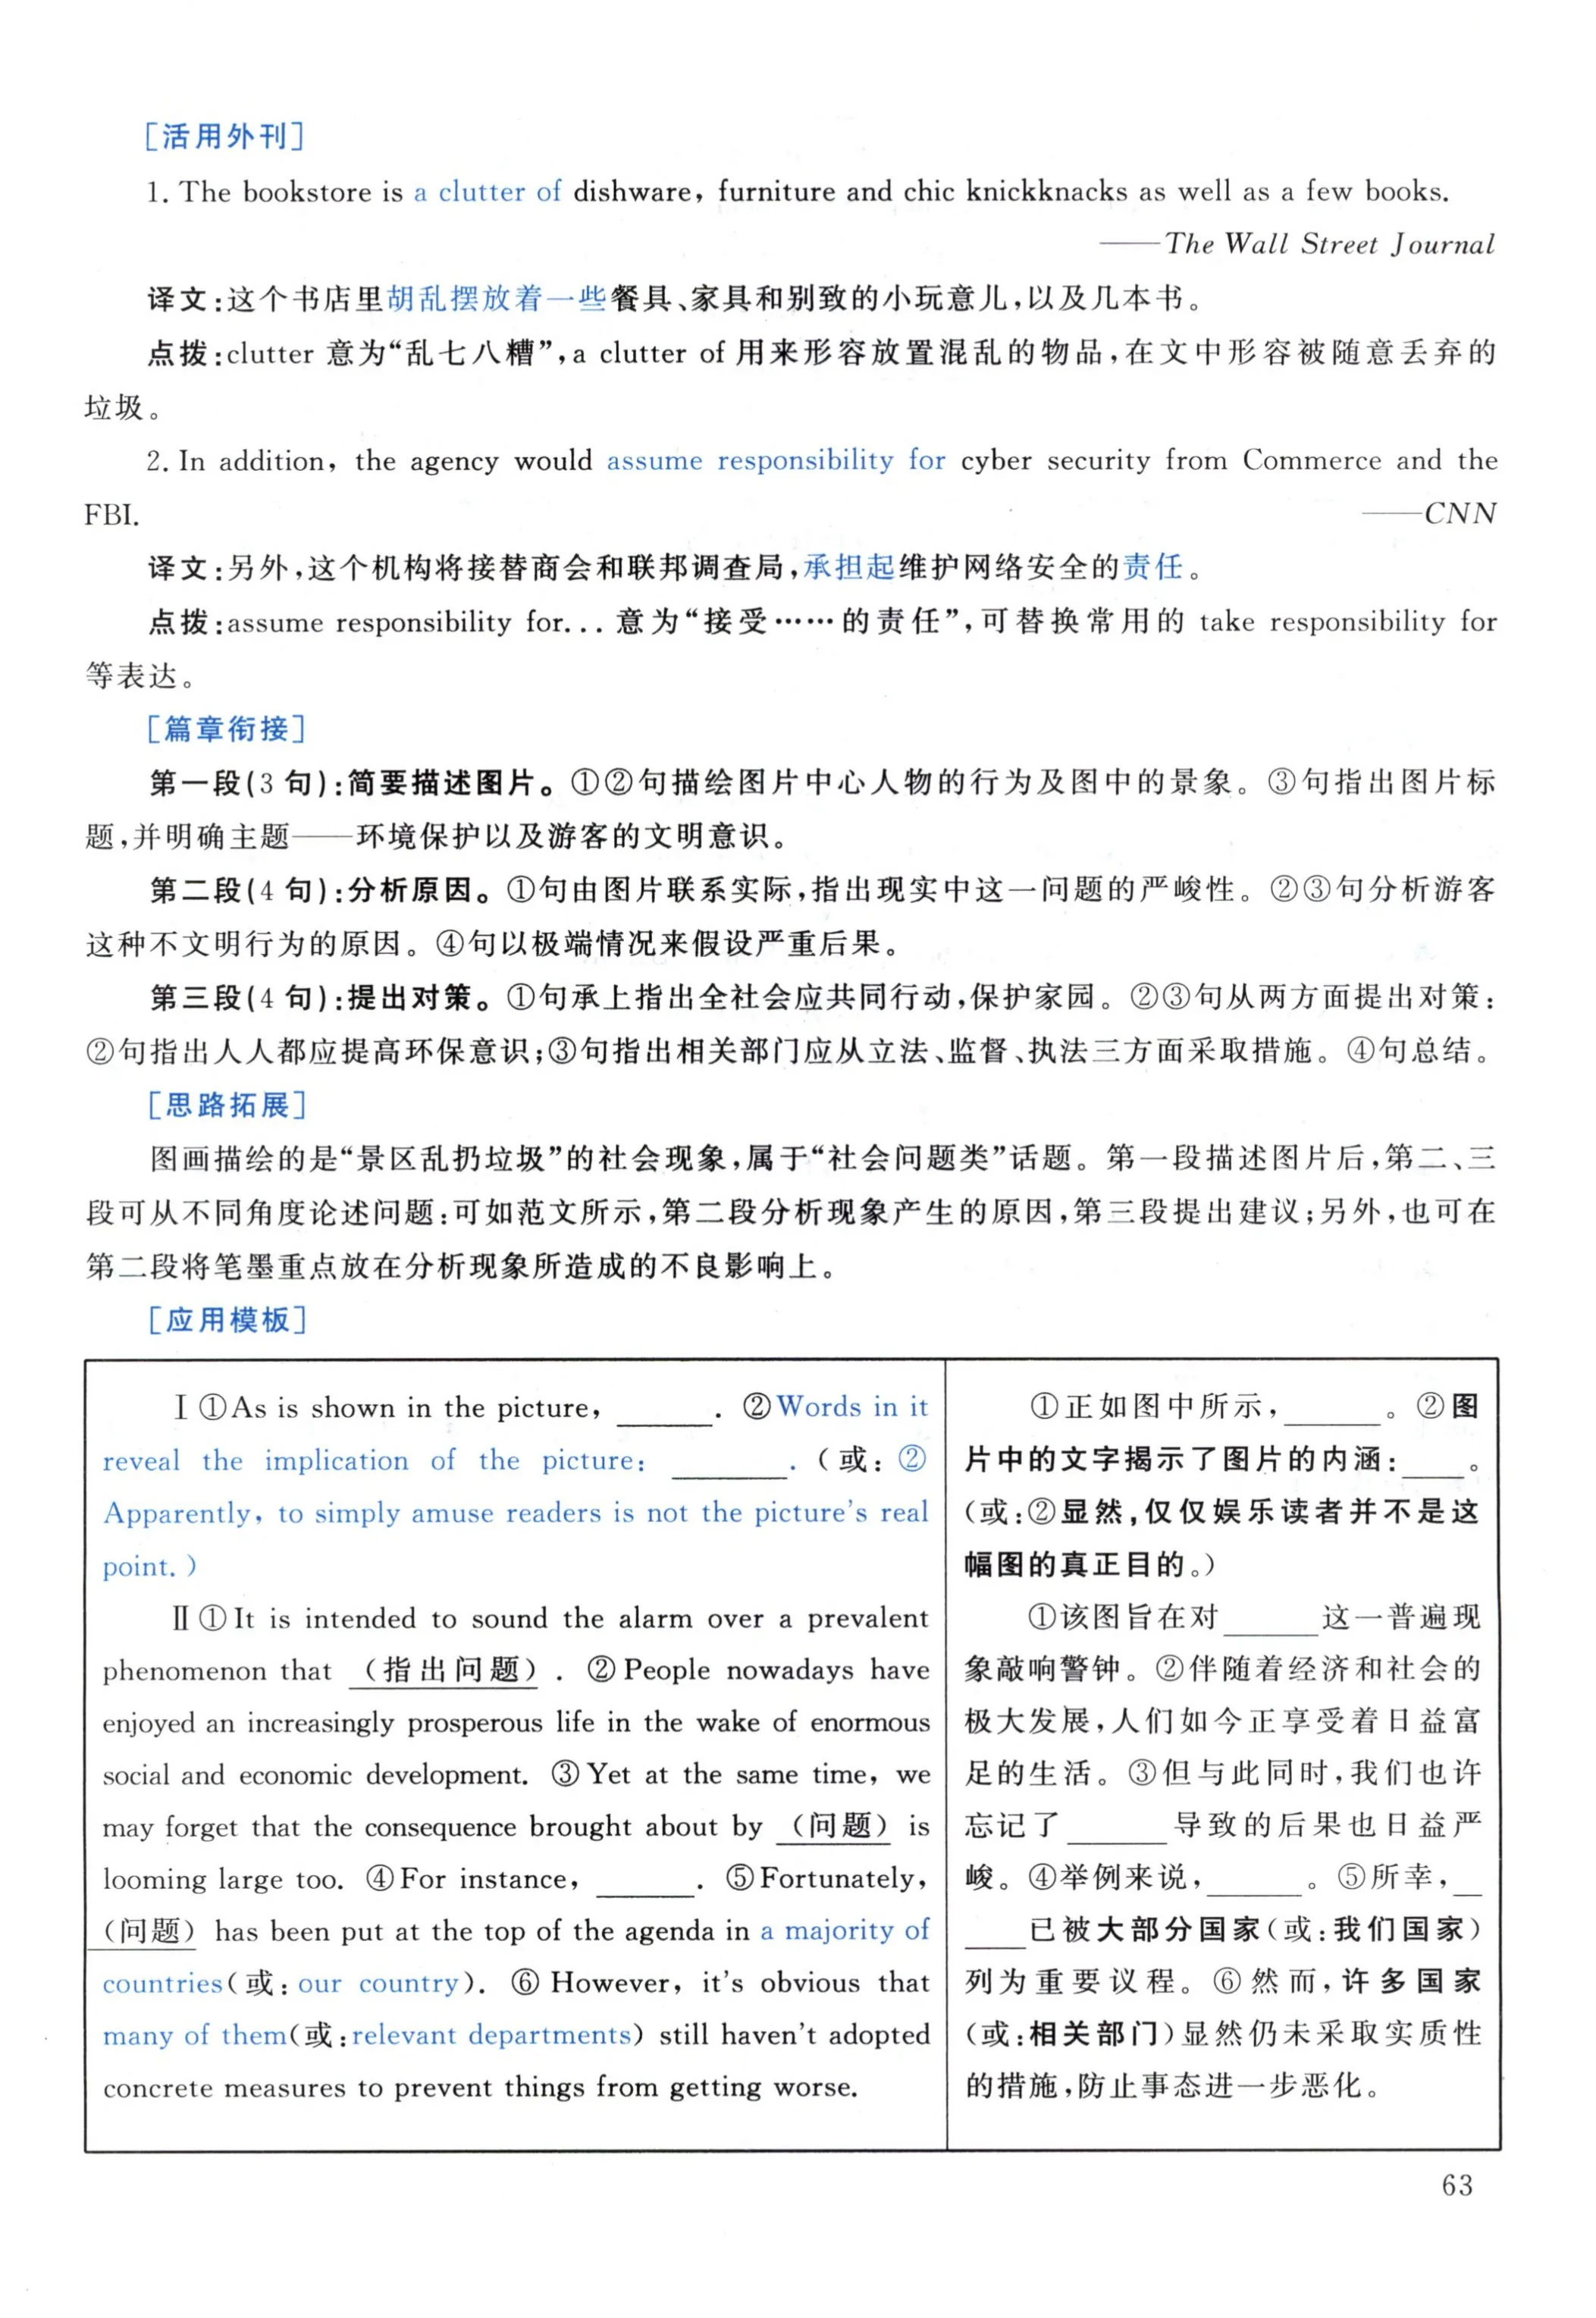 [活用外刊]
1. The bookstore is a clutter of dishware, furniture and chic knickknacks as well as a few books.
——The Wall Street Journal
译文:这个书店里胡乱摆放着一些餐具、家具和别致的小玩意儿,以及几本书。
点拨:clutter 意为“乱七八糟”,a clutter of 用来形容放置混乱的物品,在文中形容被随意丢弃的
垃圾。
2. In addition, the agency would assume responsibility for cyber security from Commerce and the
FBI. ——CNN
译文:另外,这个机构将接替商会和联邦调查局,承担起维护网络安全的责任。
点拨:assume responsibility for... 意为“接受……的责任”,可替换常用的 take responsibility for
等表达。
[篇章衔接]
第一段(3 句):简要描述图片。①②句描绘图片中心人物的行为及图中的景象。③句指出图片标
题,并明确主题——环境保护以及游客的文明意识。
第二段(4 句):分析原因。①句由图片联系实际,指出现实中这一问题的严峻性。②③句分析游客
这种不文明行为的原因。④句以极端情况来假设严重后果。
第三段(4 句):提出对策。①句承上指出全社会应共同行动,保护家园。②③句从两方面提出对策:
②句指出人人都应提高环保意识;③句指出相关部门应从立法、监督、执法三方面采取措施。④句总结。
[思路拓展]
图画描绘的是“景区乱扔垃圾”的社会现象,属于“社会问题类”话题。第一段描述图片后,第二、三
段可从不同角度论述问题:可如范文所示,第二段分析现象产生的原因,第三段提出建议;另外,也可在
第二段将笔墨重点放在分析现象所造成的不良影响上。
[应用模板]
Ⅰ ①As is shown in the picture, ______. ②Words in it
reveal the implication of the picture: ______. (或: ②
Apparently, to simply amuse readers is not the picture's real
point. )
Ⅱ ①It is intended to sound the alarm over a prevalent
phenomenon that (指出问题) . ②People nowadays have
enjoyed an increasingly prosperous life in the wake of enormous
social and economic development. ③Yet at the same time, we
may forget that the consequence brought about by (问题) is
looming large too. ④For instance, ______. ⑤Fortunately,
(问题) has been put at the top of the agenda in a majority of
countries(或: our country). ⑥ However, it's obvious that
many of them(或:relevant departments) still haven't adopted
concrete measures to prevent things from getting worse.
①正如图中所示,______。②图
片中的文字揭示了图片的内涵:____。
(或:②显然,仅仅娱乐读者并不是这
幅图的真正目的。)
①该图旨在对______这一普遍现
象敲响警钟。②伴随着经济和社会的
极大发展,人们如今正享受着日益富
足的生活。③但与此同时,我们也许
忘记了______导致的后果也日益严
峻。④举例来说,______。⑤所幸,__
____已被大部分国家(或:我们国家)
列为重要议程。⑥然而,许多国家
(或:相关部门)显然仍未采取实质性
的措施,防止事态进一步恶化。
63